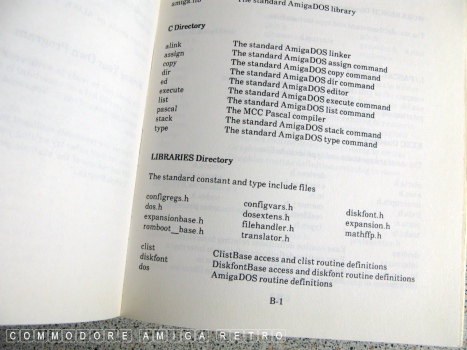 amiga.lib The standard AmigaDOS library
C Directory
alink The standard AmigaDOS linker
assign The standard AmigaDOS assign command
copy The standard AmigaDOS copy command
dir The standard AmigaDOS dir command
ed The standard AmigaDOS editor
execute The standard AmigaDOS execute command
list The standard AmigaDOS list command
pascal The MCC Pascal compiler
stack The standard AmigaDOS stack command
type The standard AmigaDOS type command
LIBRARIES Directory
The standard constant and type include files
configregs.h configvars.h diskfont.h
dos.h dosextens.h expansion.h
expansionbase.h filehandler.h mathffp.h
romboot_base.h translator.h
clist ClistBase access and clist routine definitions
diskfont DiskfontBase access and diskfont routine definitions
dos AmigaDOS routine definitions
B-1
COMMODORE AMIGA RETRO